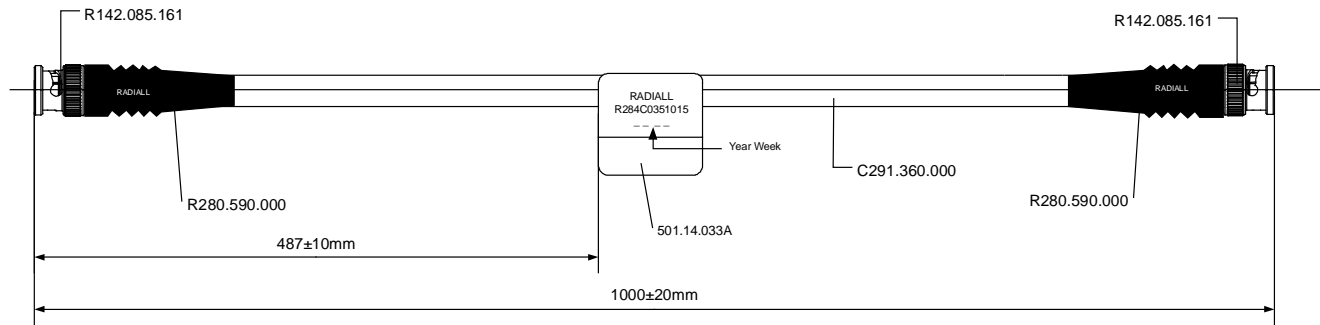 R142.085.161
R142.085.161
RADIALL
RADIALL
RADIALL
R284C0351015
_ _ _ _
Year Week
C291.360.000
R280.590.000
R280.590.000
501.14.033A
487±10mm
1000±20mm